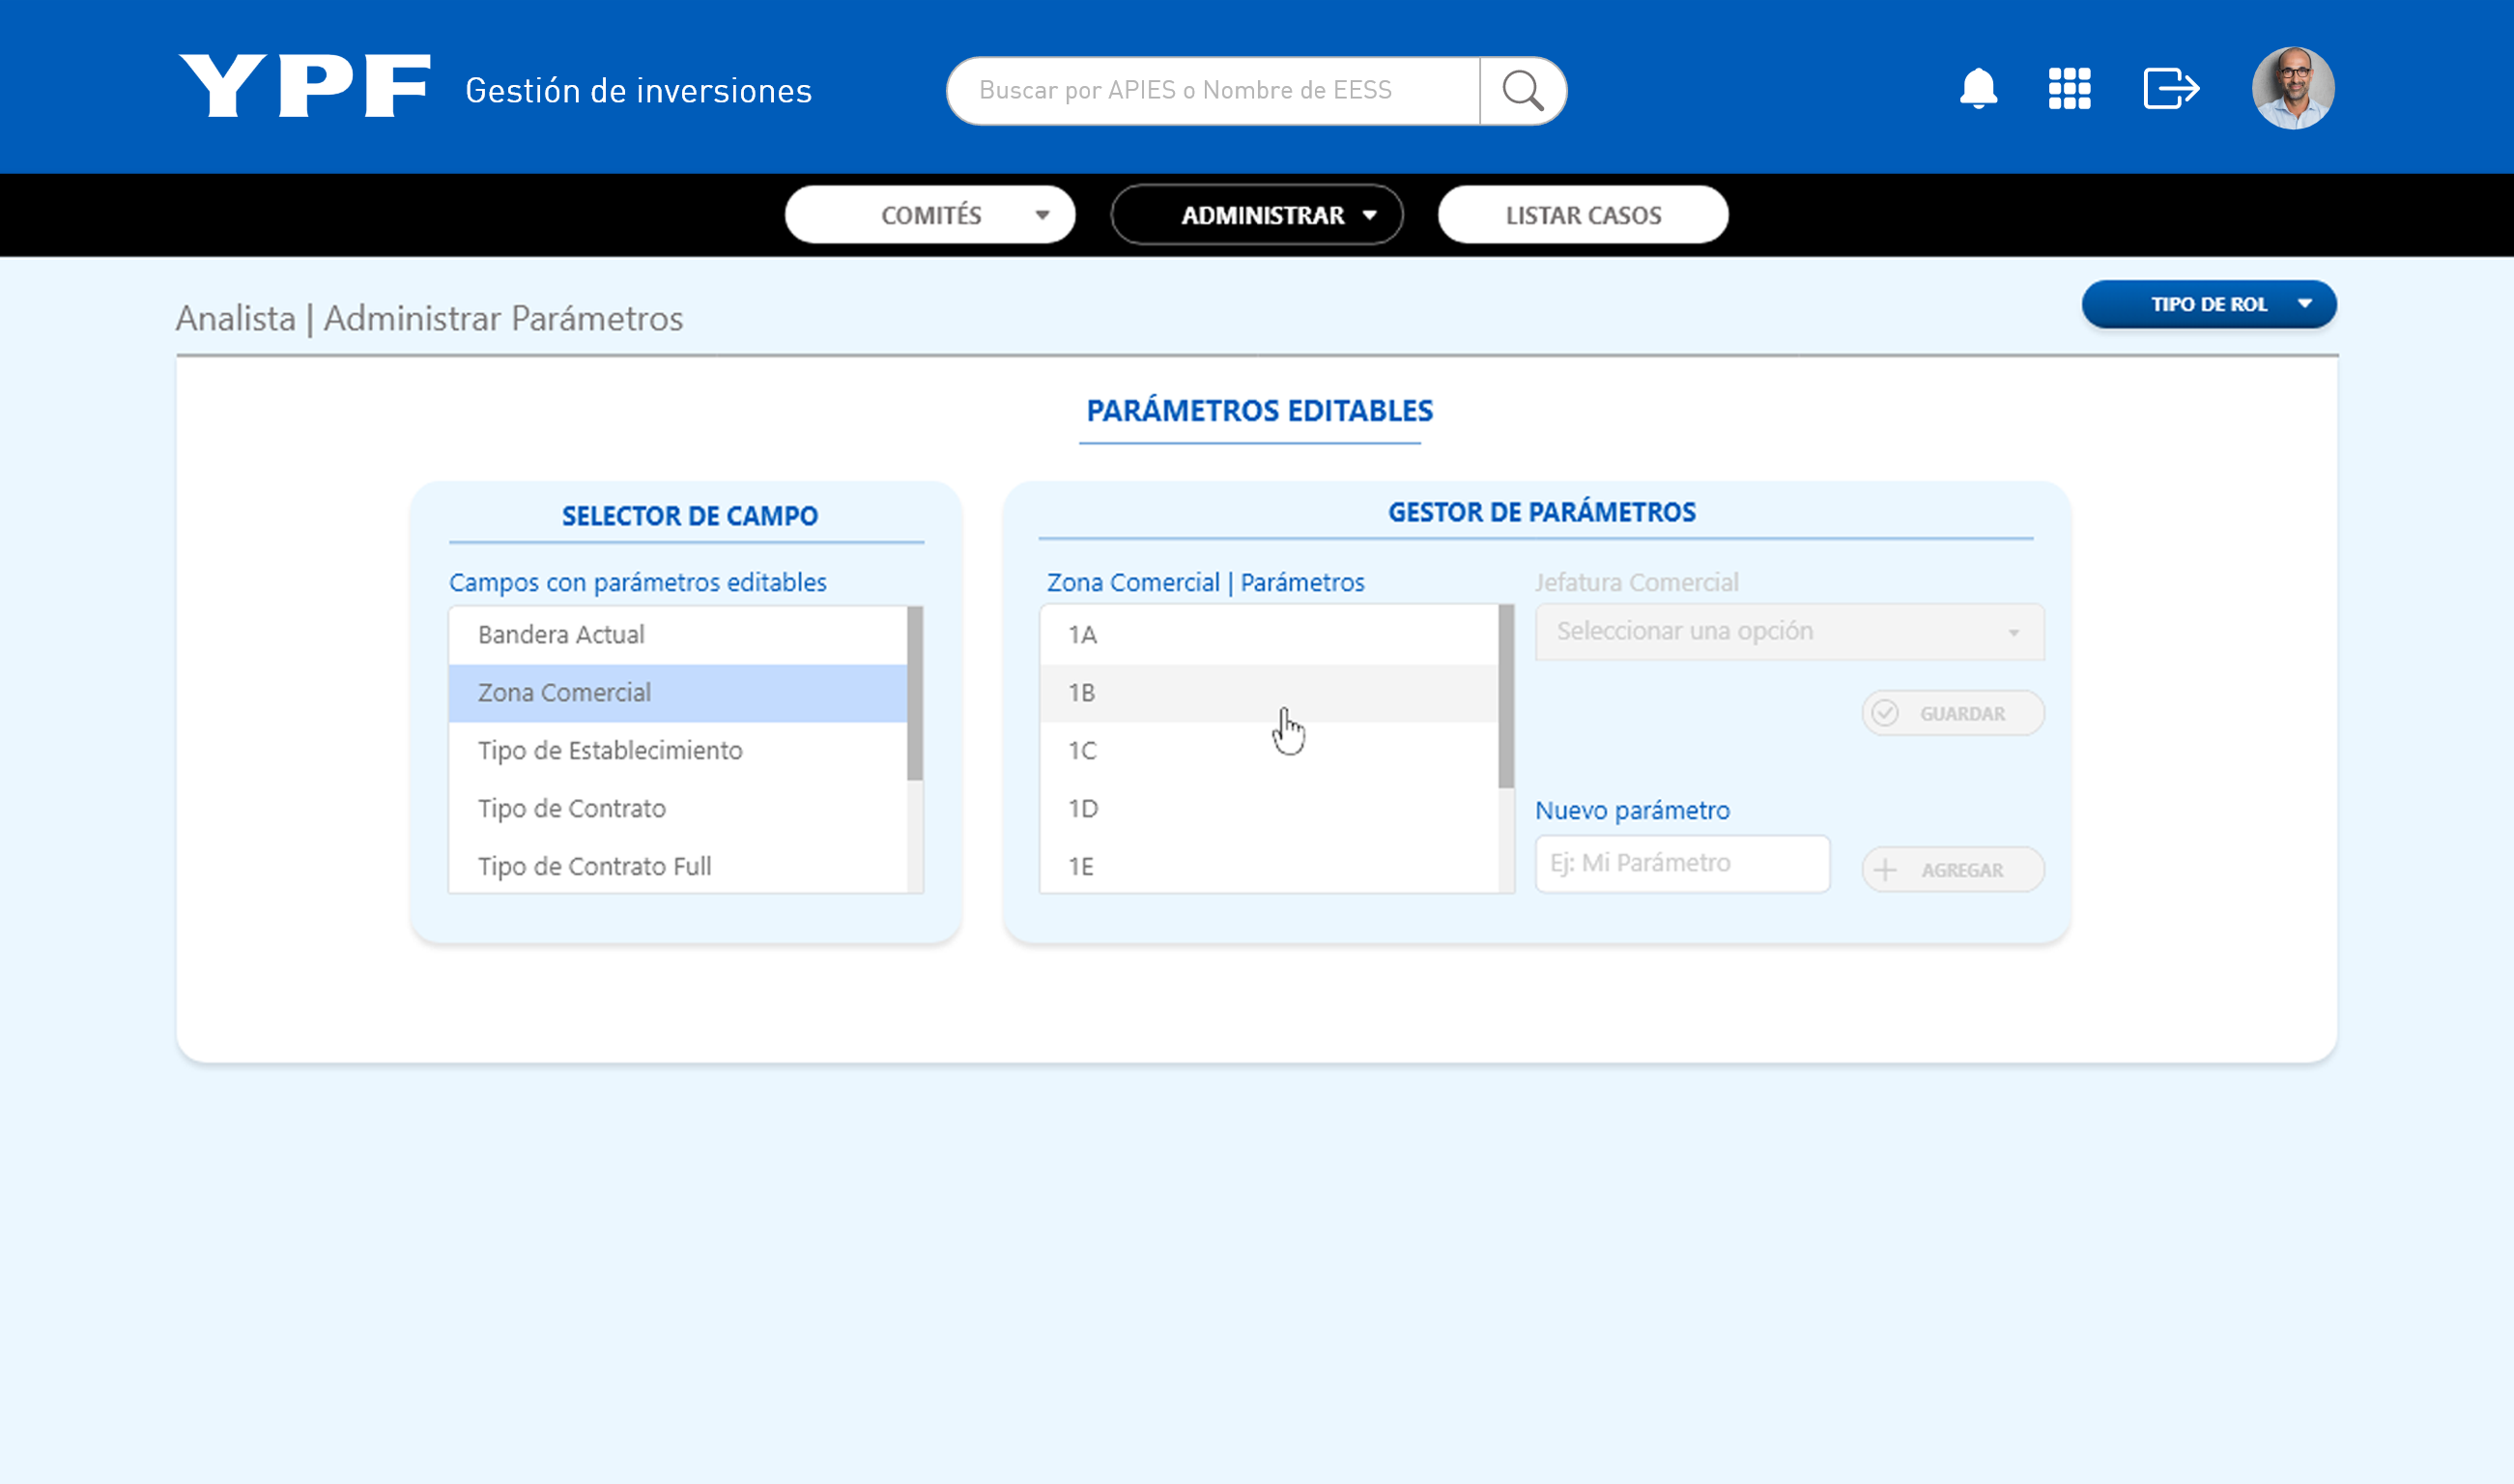 YPF Gestión de inversiones
Buscar por APIES o Nombre de EESS
COMITÉS
ADMINISTRAR
LISTAR CASOS
Analista | Administrar Parámetros
TIPO DE ROL
PARÁMETROS EDITABLES
SELECTOR DE CAMPO
Campos con parámetros editables
Bandera Actual
Zona Comercial
Tipo de Establecimiento
Tipo de Contrato
Tipo de Contrato Full
GESTOR DE PARÁMETROS
Zona Comercial | Parámetros
1A
1B
1C
1D
1E
Jefatura Comercial
Seleccionar una opción
GUARDAR
Nuevo parámetro
Ej: Mi Parámetro
AGREGAR